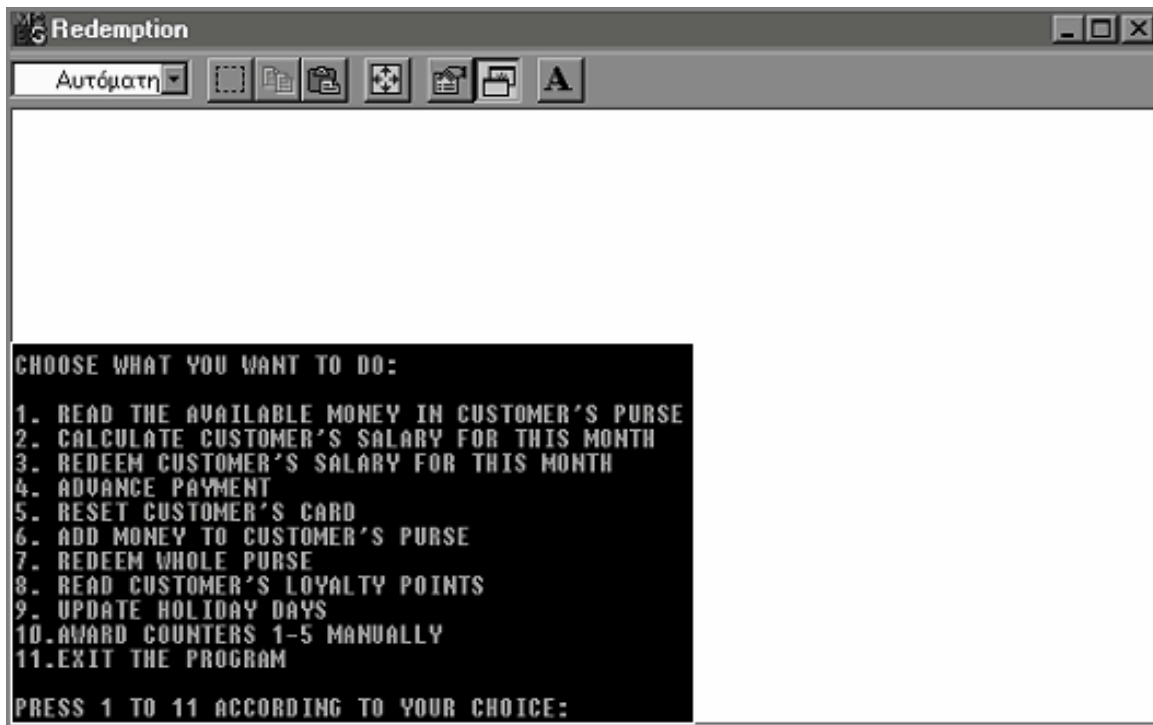 Redemption
Αυτόματη
A
CHOOSE WHAT YOU WANT TO DO:
1. READ THE AVAILABLE MONEY IN CUSTOMER'S PURSE
2. CALCULATE CUSTOMER'S SALARY FOR THIS MONTH
3. REDEEM CUSTOMER'S SALARY FOR THIS MONTH
4. ADVANCE PAYMENT
5. RESET CUSTOMER'S CARD
6. ADD MONEY TO CUSTOMER'S PURSE
7. REDEEM WHOLE PURSE
8. READ CUSTOMER'S LOYALTY POINTS
9. UPDATE HOLIDAY DAYS
10.AWARD COUNTERS 1-5 MANUALLY
11.EXIT THE PROGRAM
PRESS 1 TO 11 ACCORDING TO YOUR CHOICE: